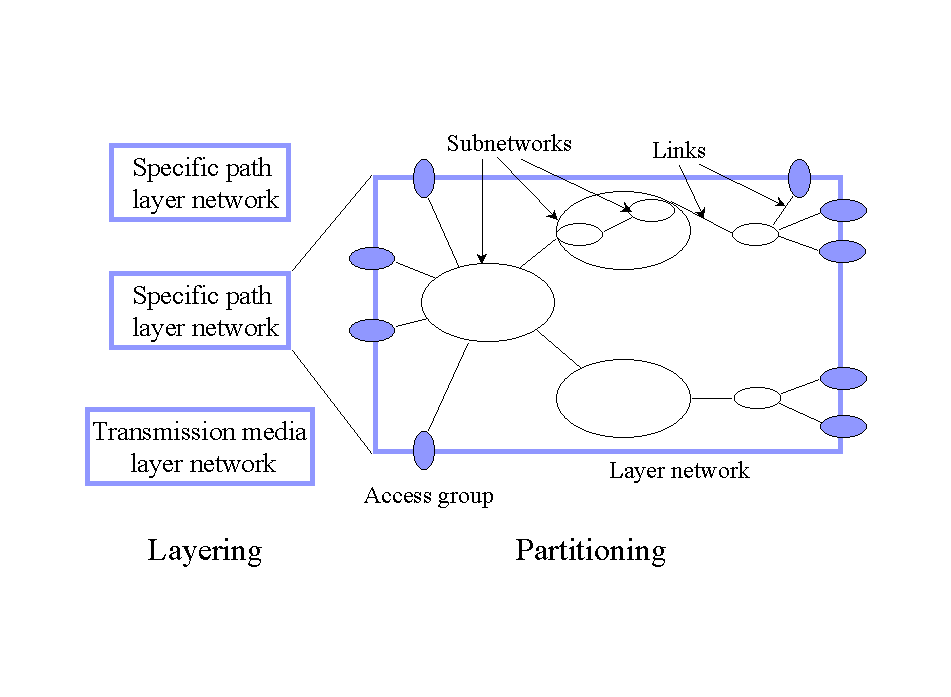 Subnetworks
Links
Specific path
layer network
Specific path
layer network
Transmission media
layer network
Layer network
Access group
Layering
Partitioning